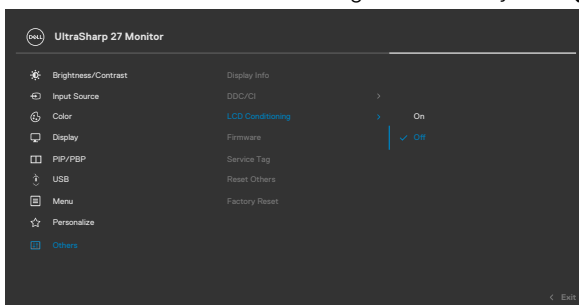 DELL
UltraSharp 27 Monitor
Brightness/Contrast
Display Info
Input Source
DDC/CI
Color
LCD Conditioning
On
Display
Firmware
Off
PIP/PBP
Service Tag
USB
Reset Others
Menu
Factory Reset
Personalize
Others
Exit